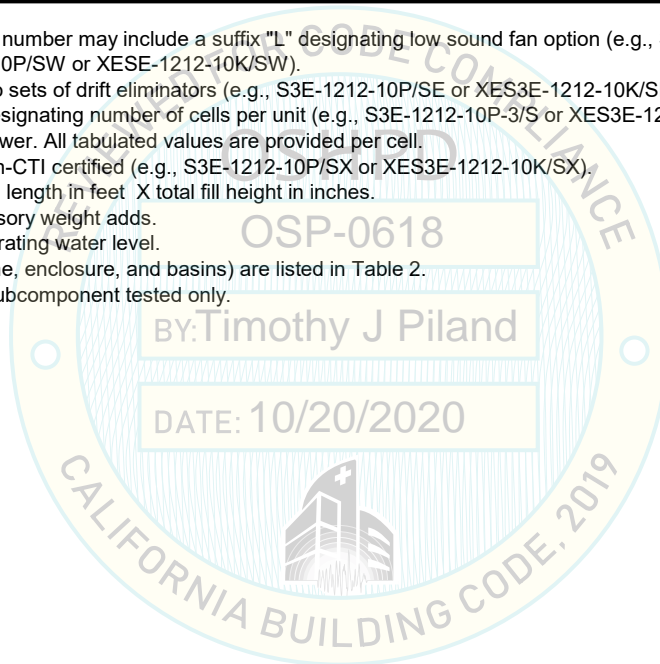 number may include a suffix "L" designating low sound fan option (e.g.,
0P/SW or XESE-1212-10K/SW).
sets of drift eliminators (e.g., S3E-1212-10P/SE or XES3E-1212-10K/S
signating number of cells per unit (e.g., S3E-1212-10P-3/S or XES3E-12
wer. All tabulated values are provided per cell.
-CTI certified (e.g., S3E-1212-10P/SX or XES3E-1212-10K/SX).
length in feet X total fill height in inches.
sory weight adds.
rating water level.
e, enclosure, and basins) are listed in Table 2.
ubcomponent tested only.
REVIEWED FOR CODE COMPLIANCE
OSHPD
OSP-0618
BY:Timothy J Piland
DATE: 10/20/2020
CALIFORNIA BUILDING CODE, 2019